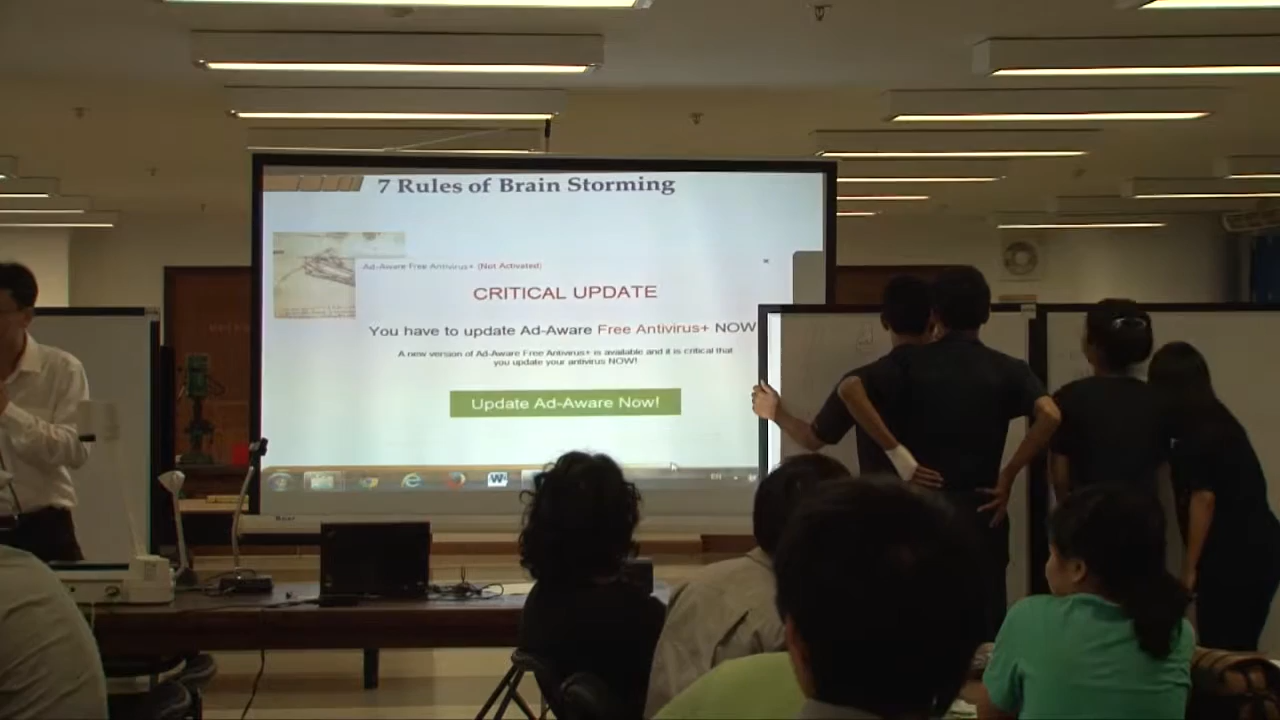 7 Rules of Brain Storming
Ad-Aware Free Antivirus+ (Not Activated)
CRITICAL UPDATE
You have to update Ad-Aware Free Antivirus+ NOW
A new version of Ad-Aware Free Antivirus+ is available and it is critical that
you update your antivirus NOW!
Update Ad-Aware Now!
W
EN